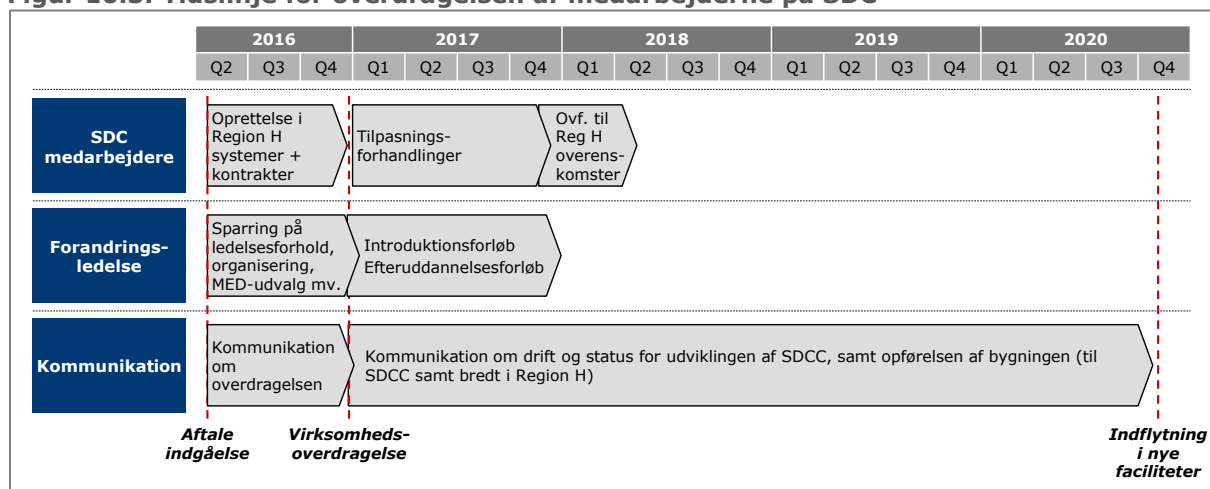 Figur 10.3: Tidslinje for overdragelsen af medarbejderne på SDC
2016 2017 2018 2019 2020
Q2 Q3 Q4 Q1 Q2 Q3 Q4 Q1 Q2 Q3 Q4 Q1 Q2 Q3 Q4 Q1 Q2 Q3 Q4
SDC
medarbejdere
Oprettelse i
Region H
systemer +
kontrakter
Tilpasnings-
forhandlinger
Ovf. til
Reg H
overens-
komster
Forandrings-
ledelse
Sparring på
ledelsesforhold,
organisering,
MED-udvalg mv.
Introduktionsforløb
Efteruddannelsesforløb
Kommunikation
Kommunikation
om
overdragelsen
Kommunikation om drift og status for udviklingen af SDCC, samt opførelsen af bygningen (til
SDCC samt bredt i Region H)
Aftale
indgåelse
Virksomheds-
overdragelse
Indflytning
i nye
faciliteter